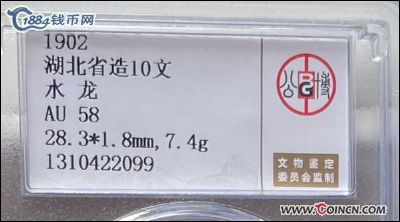 1884钱币网
1902
湖北省造10文
水龙
AU 58
28.3*1.8mm,7.4g
1310422099
公博
文物鉴定
委员会监制
www.COINCN.com